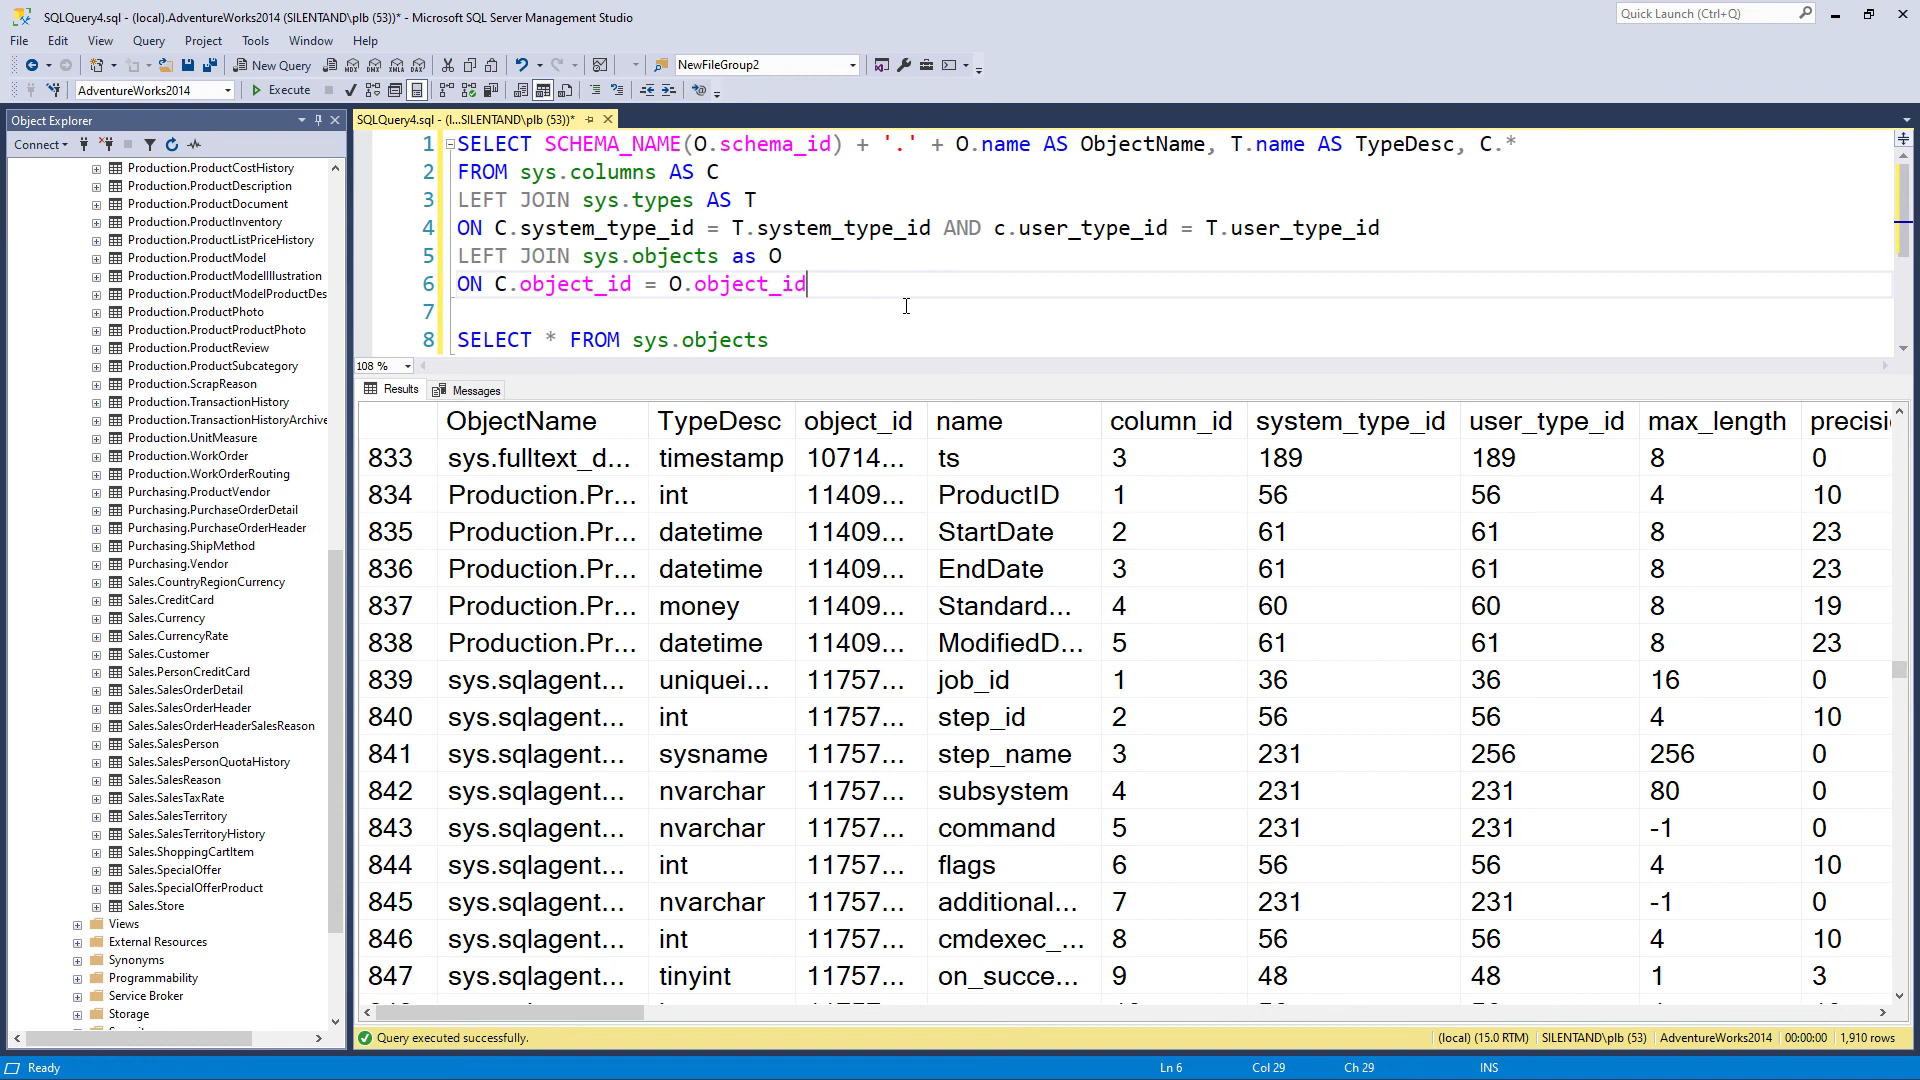 SQLQuery4.sql - (local).AdventureWorks2014 (SILENTAND\plb (53))* - Microsoft SQL Server Management Studio
Quick Launch (Ctrl+Q)
File Edit View Query Project Tools Window Help
New Query NewFileGroup2
AdventureWorks2014 Execute
Object Explorer
Connect
Production.ProductCostHistory
Production.ProductDescription
Production.ProductDocument
Production.ProductInventory
Production.ProductListPriceHistory
Production.ProductModel
Production.ProductModelIllustration
Production.ProductModelProductDes
Production.ProductPhoto
Production.ProductProductPhoto
Production.ProductReview
Production.ProductSubcategory
Production.ScrapReason
Production.TransactionHistory
Production.TransactionHistoryArchive
Production.UnitMeasure
Production.WorkOrder
Production.WorkOrderRouting
Purchasing.ProductVendor
Purchasing.PurchaseOrderDetail
Purchasing.PurchaseOrderHeader
Purchasing.ShipMethod
Purchasing.Vendor
Sales.CountryRegionCurrency
Sales.CreditCard
Sales.Currency
Sales.CurrencyRate
Sales.Customer
Sales.PersonCreditCard
Sales.SalesOrderDetail
Sales.SalesOrderHeader
Sales.SalesOrderHeaderSalesReason
Sales.SalesPerson
Sales.SalesPersonQuotaHistory
Sales.SalesReason
Sales.SalesTaxRate
Sales.SalesTerritory
Sales.SalesTerritoryHistory
Sales.ShoppingCartItem
Sales.SpecialOffer
Sales.SpecialOfferProduct
Sales.Store
Views
External Resources
Synonyms
Programmability
Service Broker
Storage
SQLQuery4.sql - (l...SILENTAND\plb (53))*
1 SELECT SCHEMA_NAME(O.schema_id) + '.' + O.name AS ObjectName, T.name AS TypeDesc, C.*
2 FROM sys.columns AS C
3 LEFT JOIN sys.types AS T
4 ON C.system_type_id = T.system_type_id AND c.user_type_id = T.user_type_id
5 LEFT JOIN sys.objects as O
6 ON C.object_id = O.object_id
7
8 SELECT * FROM sys.objects
108 %
Results Messages
ObjectName TypeDesc object_id name column_id system_type_id user_type_id max_length precisi
833 sys.fulltext_d... timestamp 10714... ts 3 189 189 8 0
834 Production.Pr... int 11409... ProductID 1 56 56 4 10
835 Production.Pr... datetime 11409... StartDate 2 61 61 8 23
836 Production.Pr... datetime 11409... EndDate 3 61 61 8 23
837 Production.Pr... money 11409... Standard... 4 60 60 8 19
838 Production.Pr... datetime 11409... ModifiedD... 5 61 61 8 23
839 sys.sqlagent... uniquei... 11757... job_id 1 36 36 16 0
840 sys.sqlagent... int 11757... step_id 2 56 56 4 10
841 sys.sqlagent... sysname 11757... step_name 3 231 256 256 0
842 sys.sqlagent... nvarchar 11757... subsystem 4 231 231 80 0
843 sys.sqlagent... nvarchar 11757... command 5 231 231 -1 0
844 sys.sqlagent... int 11757... flags 6 56 56 4 10
845 sys.sqlagent... nvarchar 11757... additional... 7 231 231 -1 0
846 sys.sqlagent... int 11757... cmdexec_... 8 56 56 4 10
847 sys.sqlagent... tinyint 11757... on_succe... 9 48 48 1 3
Query executed successfully. (local) (15.0 RTM) SILENTAND\plb (53) AdventureWorks2014 00:00:00 1,910 rows
Ready Ln 6 Col 29 Ch 29 INS